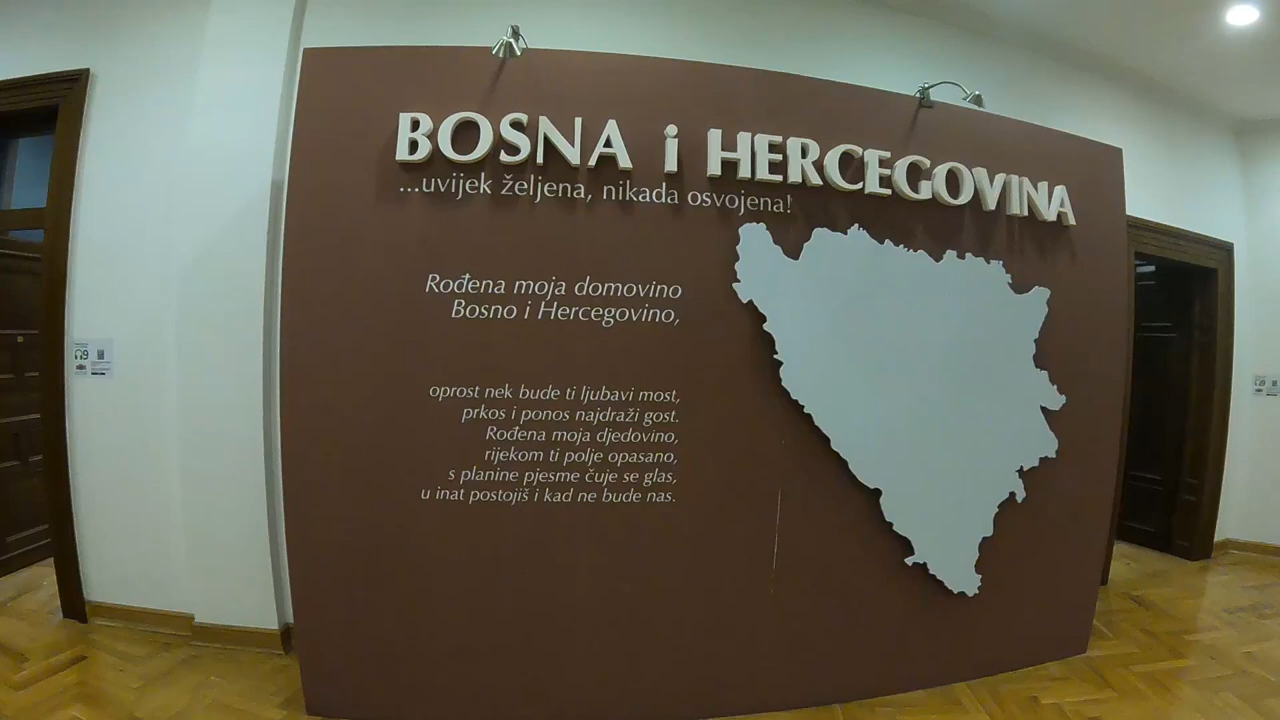 BOSNA i HERCEGOVINA
...uvijek željena, nikada osvojena!
Rođena moja domovino
Bosno i Hercegovino,
oprost nek bude ti ljubavi most,
prkos i ponos najdraži gost.
Rođena moja djedovino,
rijekom ti polje opasano,
s planine pjesme čuje se glas,
u inat postojiš i kad ne bude nas.
9